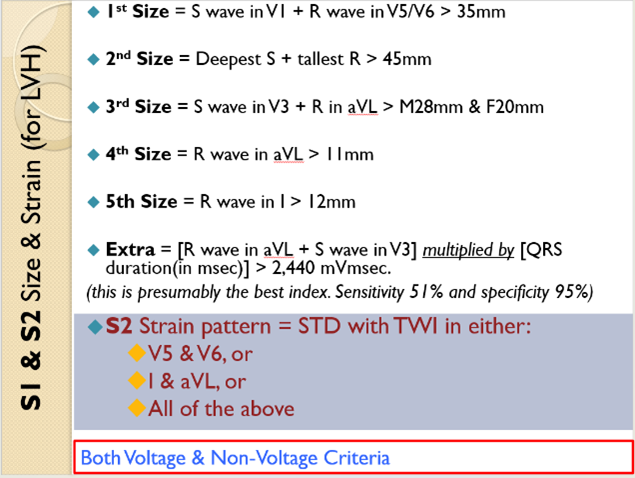 S1 & S2 Size & Strain (for LVH)
1st Size = S wave in V1 + R wave in V5/V6 > 35mm
2nd Size = Deepest S + tallest R > 45mm
3rd Size = S wave in V3 + R in aVL > M28mm & F20mm
4th Size = R wave in aVL > 11mm
5th Size = R wave in I > 12mm
Extra = [R wave in aVL + S wave in V3] multiplied by [QRS
duration(in msec)] > 2,440 mVmsec.
(this is presumably the best index. Sensitivity 51% and specificity 95%)
S2 Strain pattern = STD with TWI in either:
V5 & V6, or
I & aVL, or
All of the above
Both Voltage & Non-Voltage Criteria